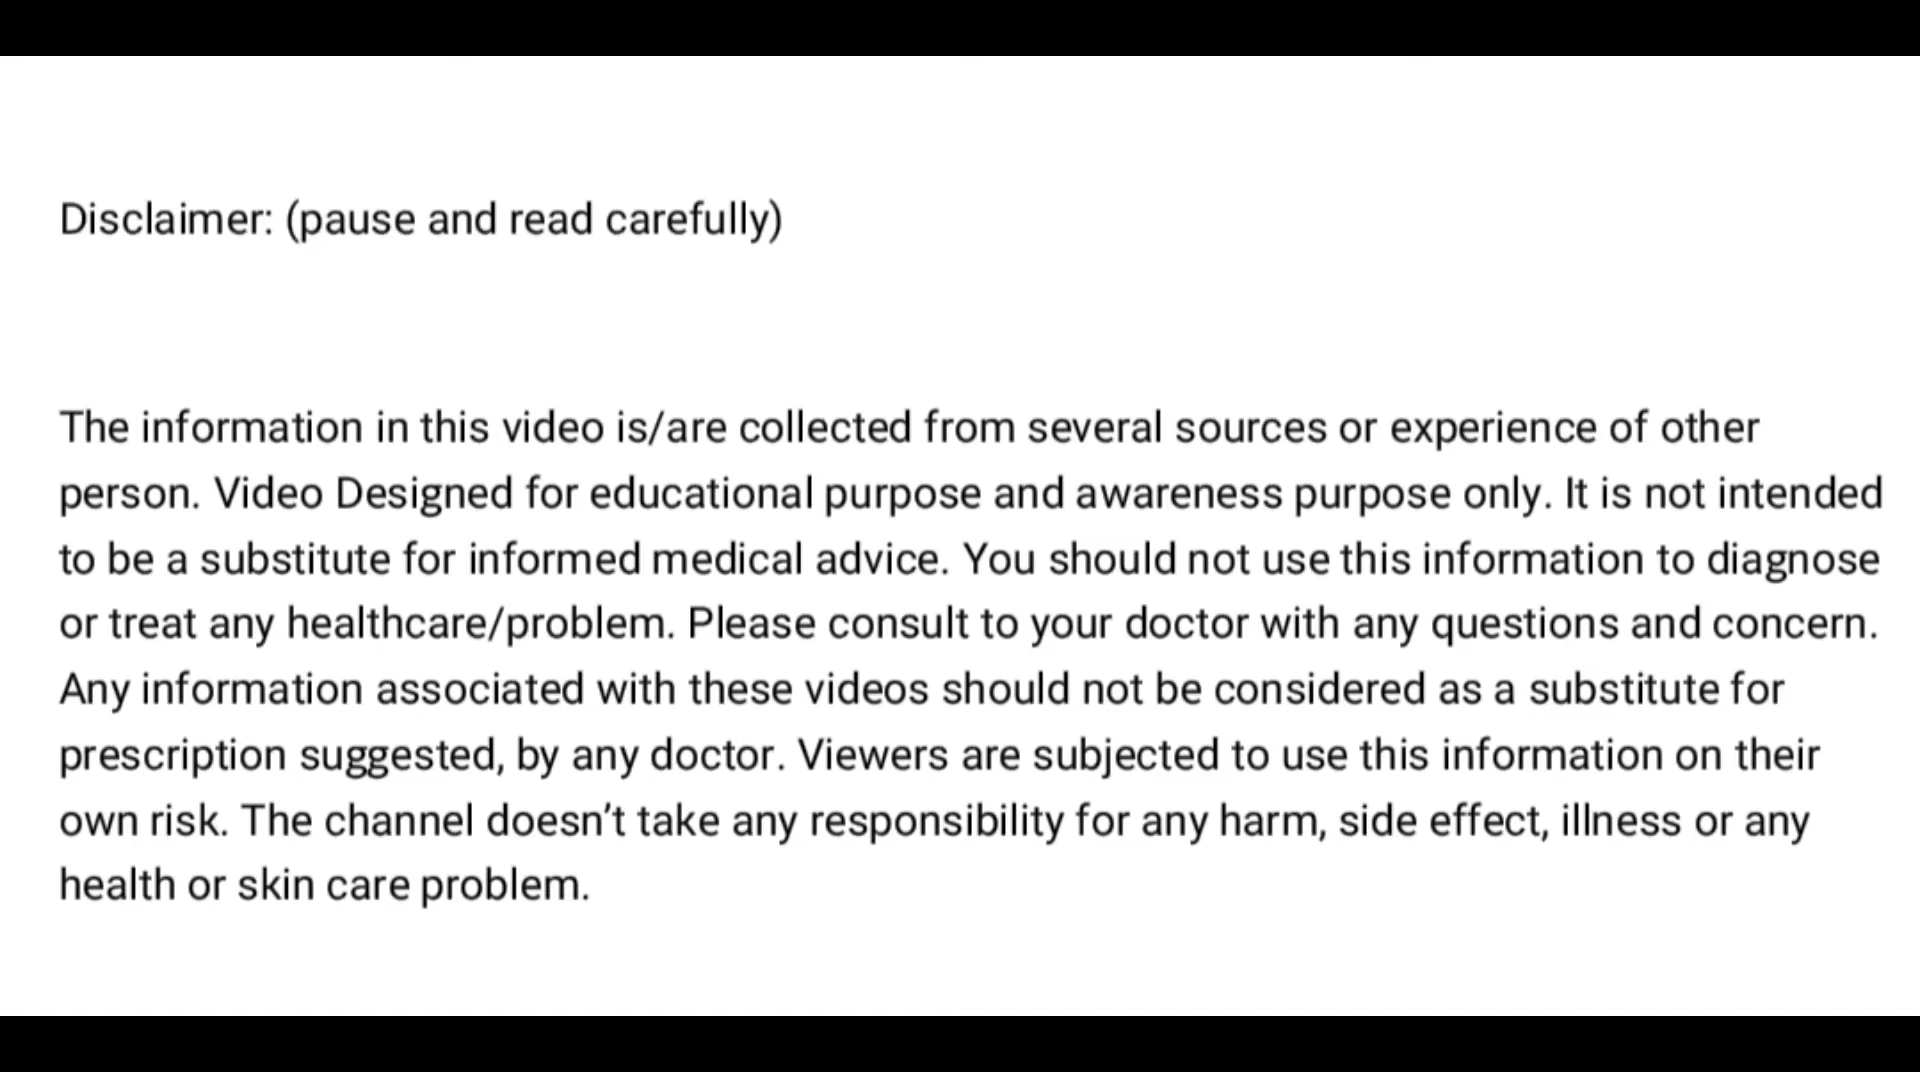 Disclaimer: (pause and read carefully)
The information in this video is/are collected from several sources or experience of other
person. Video Designed for educational purpose and awareness purpose only. It is not intended
to be a substitute for informed medical advice. You should not use this information to diagnose
or treat any healthcare/problem. Please consult to your doctor with any questions and concern.
Any information associated with these videos should not be considered as a substitute for
prescription suggested, by any doctor. Viewers are subjected to use this information on their
own risk. The channel doesn’t take any responsibility for any harm, side effect, illness or any
health or skin care problem.